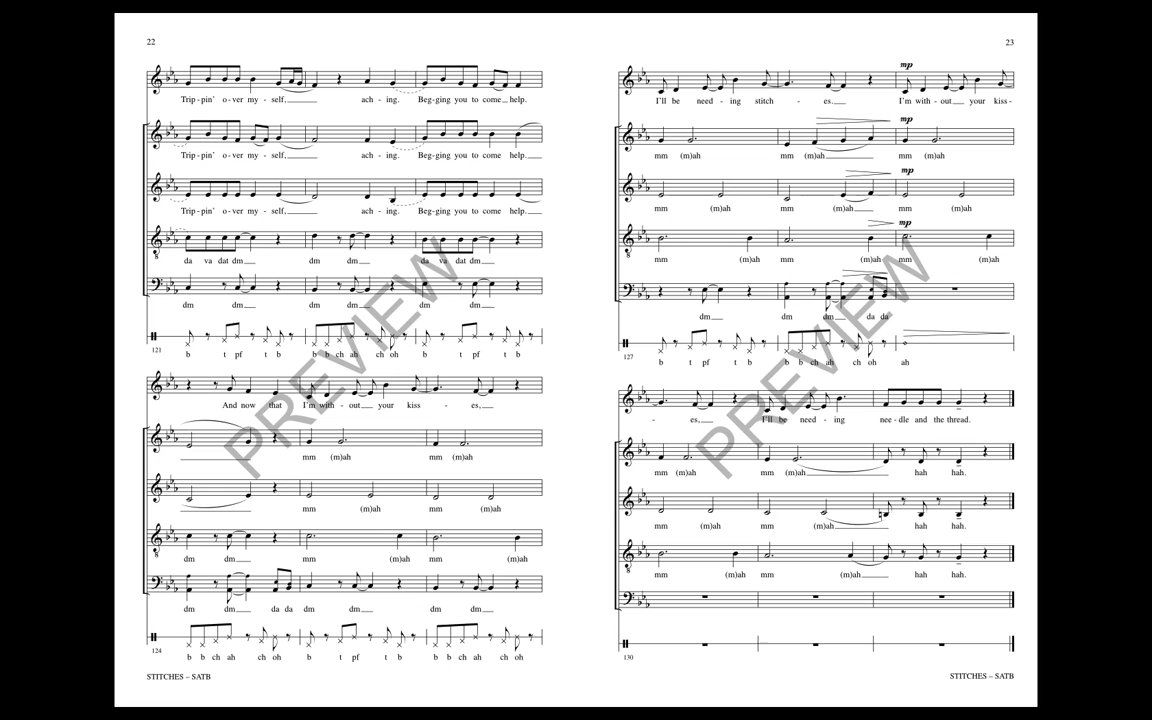 22
Trip - pin' o - ver my - self, ach - ing. Beg - ging you to come help.
Trip - pin' o - ver my - self, ach - ing. Beg - ging you to come help.
Trip - pin' o - ver my - self, ach - ing. Beg - ging you to come help.
8
da va dat dm dm dm da va dat dm
dm dm dm dm dm dm
121
b t pf t b b b ch ah ch oh b t pf t b
And now that I'm with - out your kiss - es,
mm (m)ah mm (m)ah
mm (m)ah mm (m)ah
8
dm dm mm (m)ah mm (m)ah
dm dm da da dm dm dm dm
124
b b ch ah ch oh b t pf t b b b ch ah ch oh
STITCHES – SATB
23
mp
I'll be need - ing stitch - es. I'm with - out your kiss -
mp
mm (m)ah mm (m)ah mm (m)ah
mp
mm (m)ah mm (m)ah mm (m)ah
mp
8
mm (m)ah mm (m)ah mm (m)ah
dm dm dm da da
127
b t pf t b b b ch ah ch oh ah
- es, I'll be need - ing nee - dle and the thread.
mm (m)ah mm (m)ah hah hah.
mm (m)ah mm (m)ah hah hah.
8
mm (m)ah mm (m)ah hah hah.
130
STITCHES – SATB
PREVIEW
PREVIEW